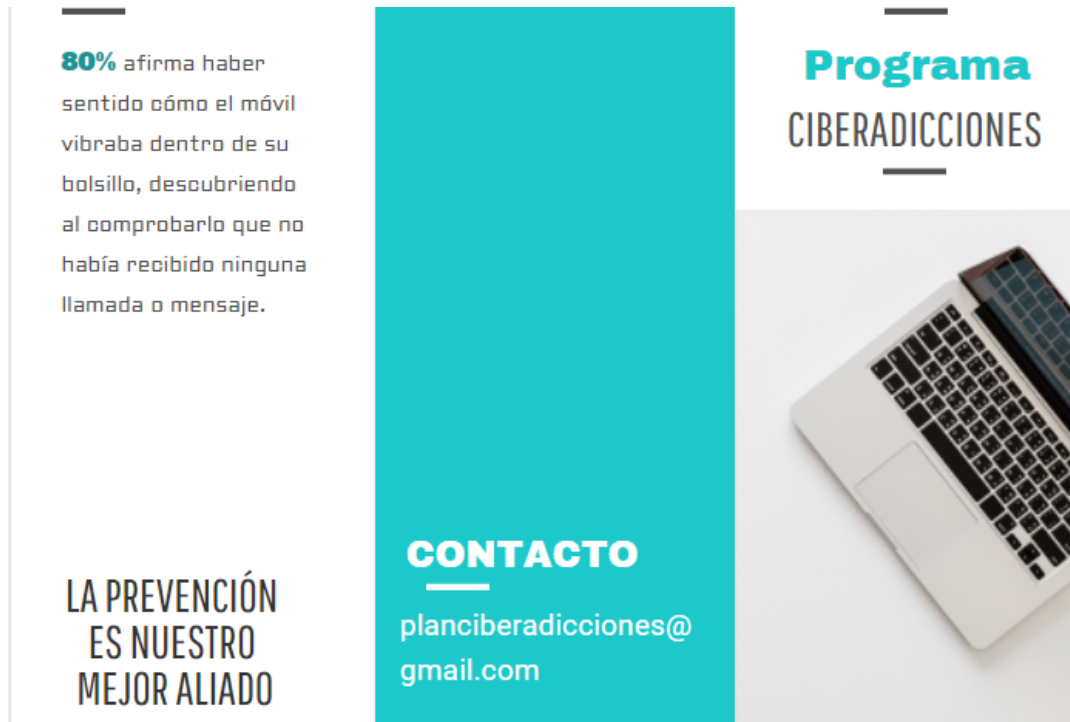 80% afirma haber
sentido cómo el móvil
vibraba dentro de su
bolsillo, descubriendo
al comprobarlo que no
había recibido ninguna
llamada o mensaje.
LA PREVENCIÓN
ES NUESTRO
MEJOR ALIADO
CONTACTO
planciberadicciones@
gmail.com
Programa
CIBERADICCIONES